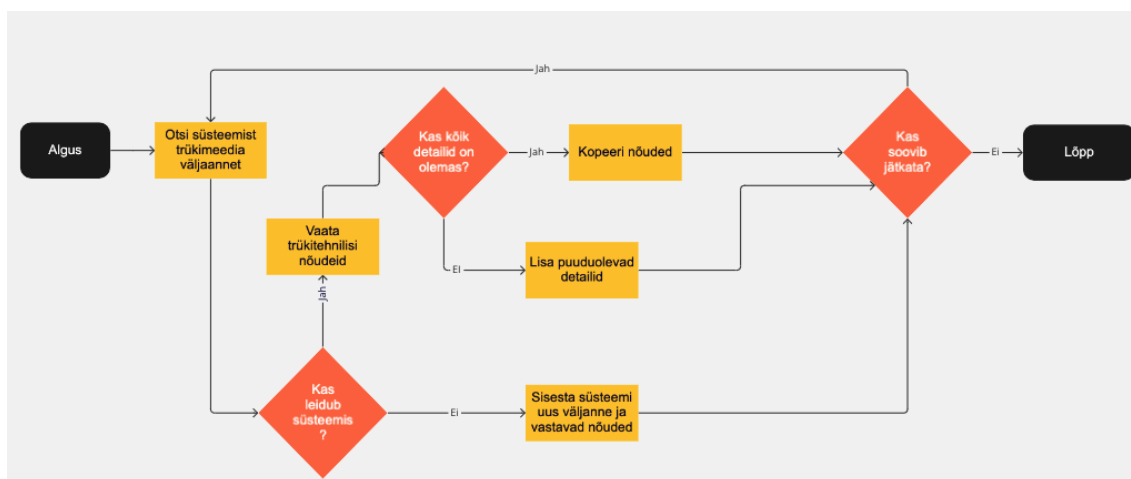 Jah
Algus
Otsi süsteemist
trükimeedia
väljaannet
Kas kõik
detailid on
olemas?
Jah
Kopeeri nõuded
Kas
soovib
jätkata?
Ei
Lõpp
Vaata
trükitehnilisi
nõudeid
EI
Lisa puuduolevad
detailid
Jah
Kas
leidub
süsteemis
?
Ei
Sisesta süsteemi
uus väljanne ja
vastavad nõuded